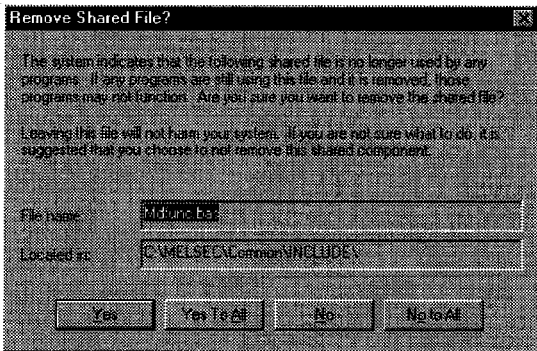 Remove Shared File?
The system indicates that the following shared file is no longer used by any
programs. If any programs are still using this file and it is removed, those
programs may not function. Are you sure you want to remove the shared file?
Leaving this file will not harm your system. If you are not sure what to do, it is
suggested that you choose to not remove this shared component.
File name: Mdfunc.bas
Located in: C:\MELSEC\Common\INCLUDE\
Yes Yes To All No No to All